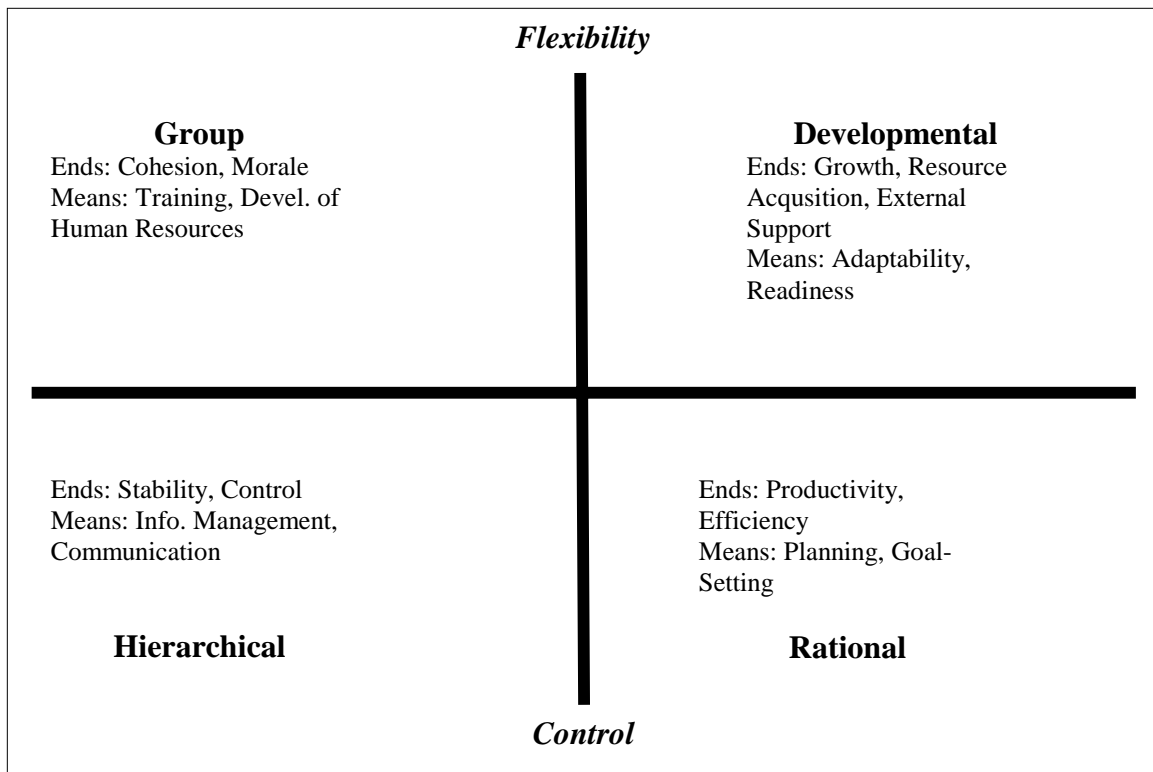 Flexibility
Group
Ends: Cohesion, Morale
Means: Training, Devel. of
Human Resources
Developmental
Ends: Growth, Resource
Acqusition, External
Support
Means: Adaptability,
Readiness
Ends: Stability, Control
Means: Info. Management,
Communication
Hierarchical
Ends: Productivity,
Efficiency
Means: Planning, Goal-
Setting
Rational
Control